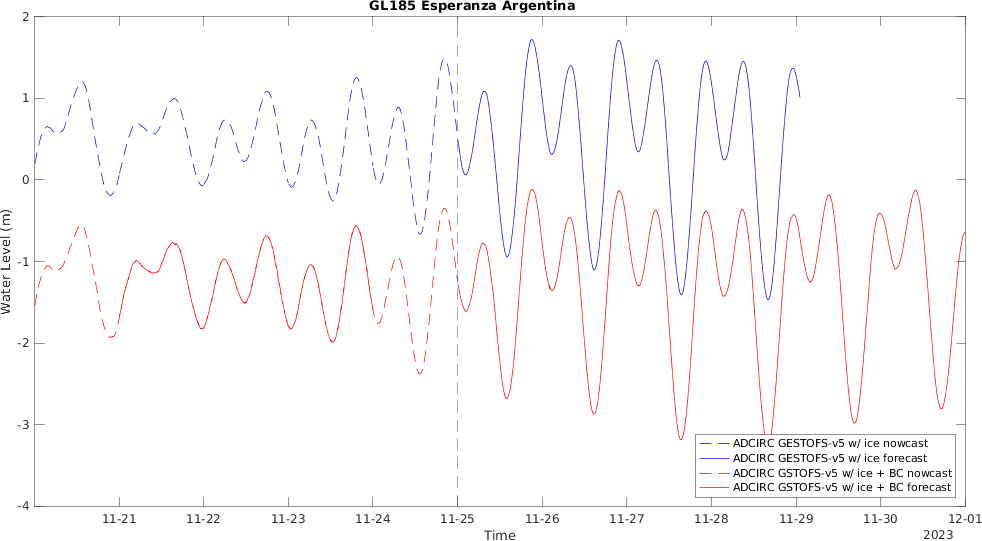 GL185 Esperanza Argentina
2
1
0
-1
-2
-3
-4
Water Level (m)
ADCIRC GESTOFS-v5 w/ ice nowcast
ADCIRC GESTOFS-v5 w/ ice forecast
ADCIRC GSTOFS-v5 w/ ice + BC nowcast
ADCIRC GSTOFS-v5 w/ ice + BC forecast
11-21 11-22 11-23 11-24 11-25 11-26 11-27 11-28 11-29 11-30 12-01
Time
2023